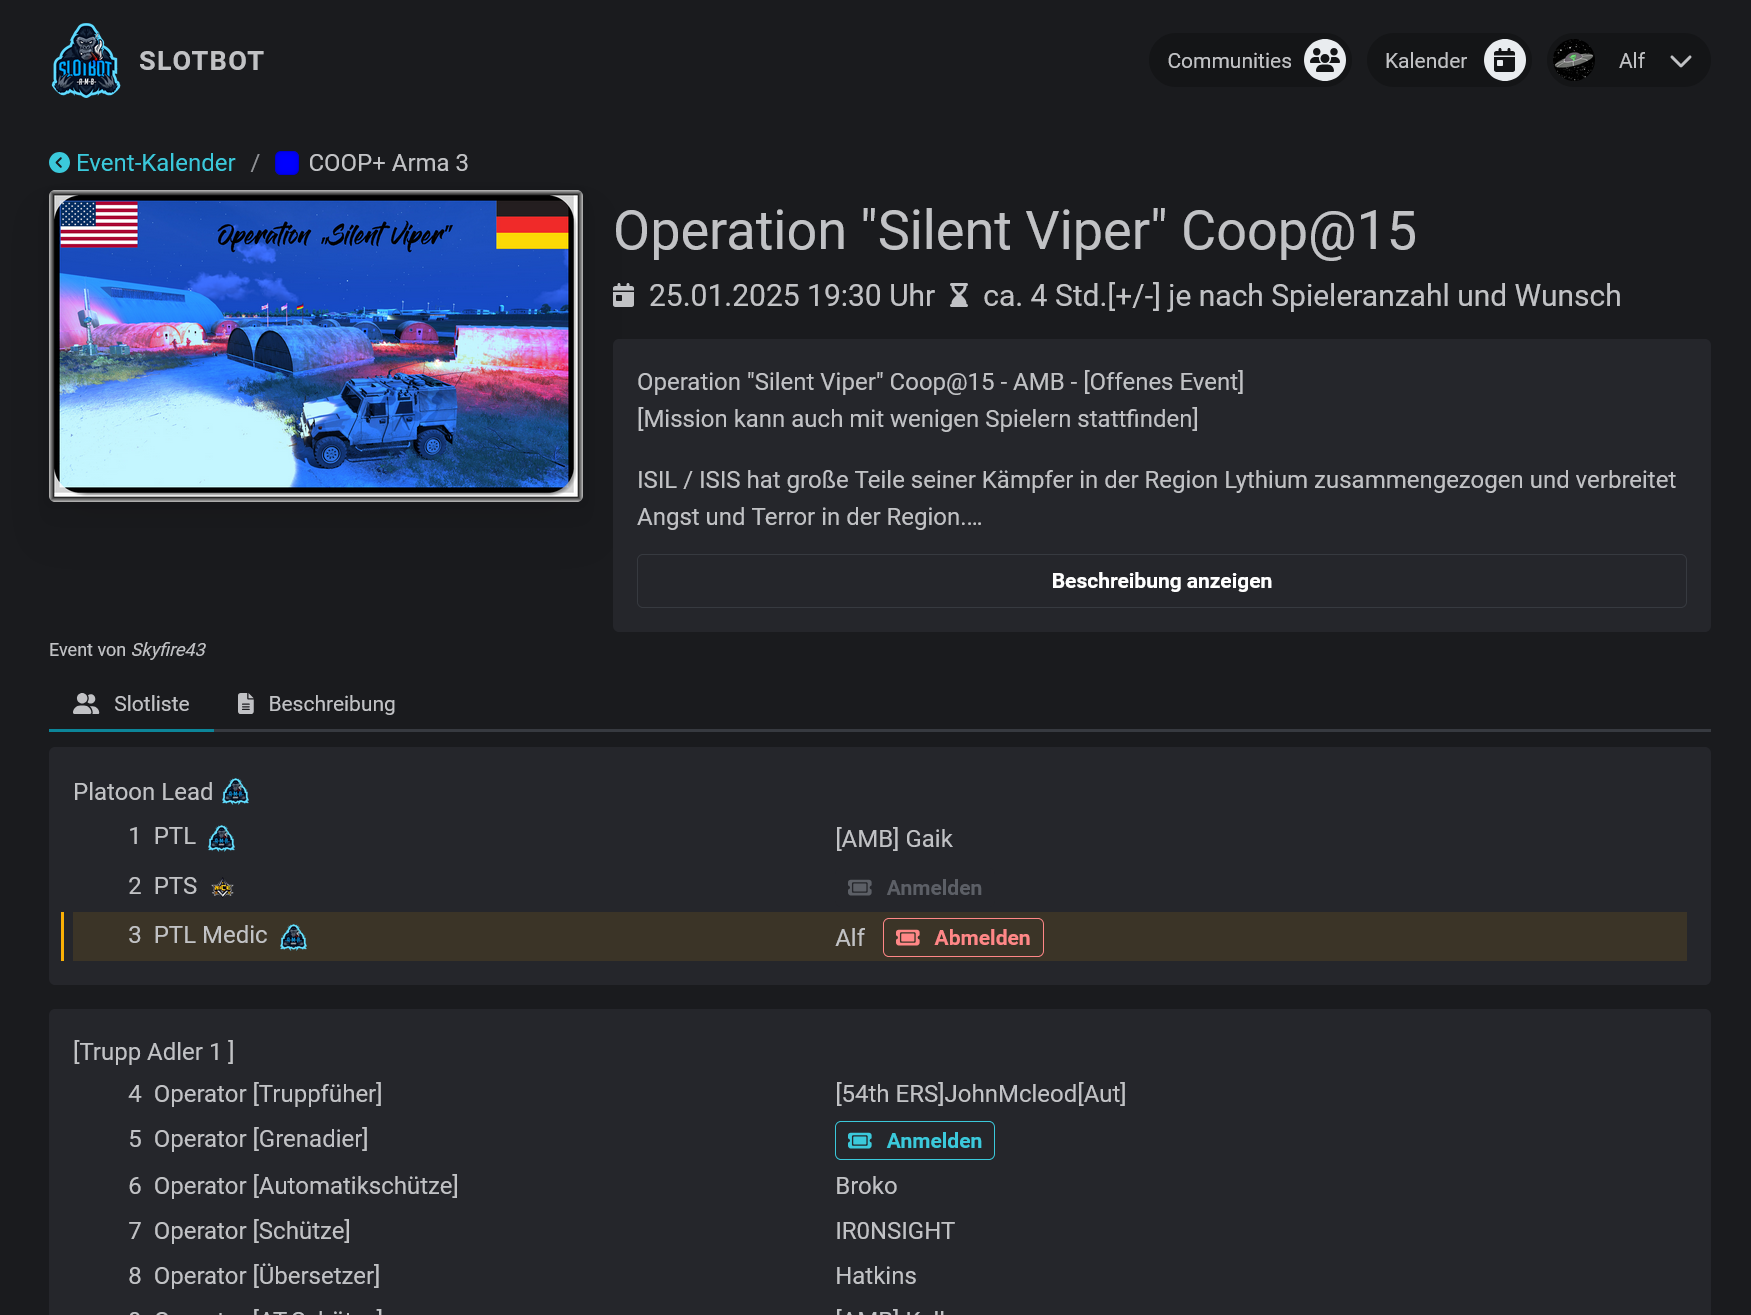 SLOTBOT
SLOTBOT
AMB
Communities
Kalender
Alf
Event-Kalender / COOP+ Arma 3
Operation „Silent Viper"
Operation "Silent Viper" Coop@15
25.01.2025 19:30 Uhr ca. 4 Std.[+/-] je nach Spieleranzahl und Wunsch
Operation "Silent Viper" Coop@15 - AMB - [Offenes Event]
[Mission kann auch mit wenigen Spielern stattfinden]
ISIL / ISIS hat große Teile seiner Kämpfer in der Region Lythium zusammengezogen und verbreitet
Angst und Terror in der Region....
Beschreibung anzeigen
Event von Skyfire43
Slotliste
Beschreibung
Platoon Lead
1 PTL [AMB] Gaik
2 PTS Anmelden
3 PTL Medic Alf Abmelden
[Trupp Adler 1 ]
4 Operator [Truppfüher] [54th ERS]JohnMcleod[Aut]
5 Operator [Grenadier] Anmelden
6 Operator [Automatikschütze] Broko
7 Operator [Schütze] IR0NSIGHT
8 Operator [Übersetzer] Hatkins